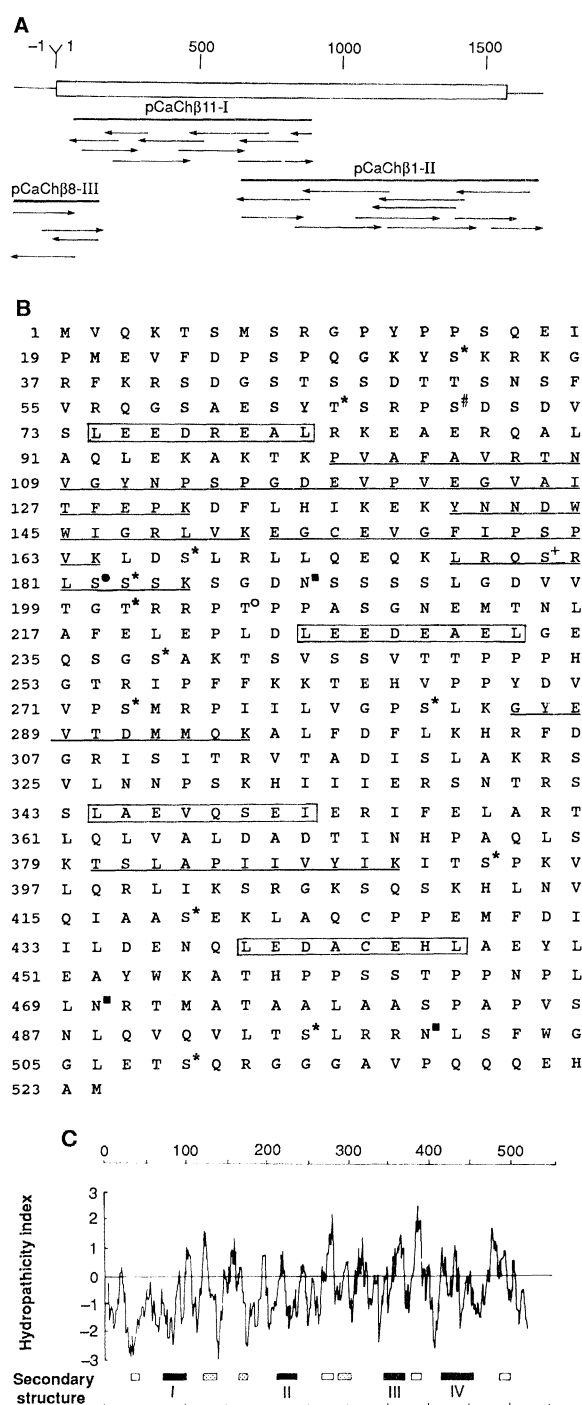 A
−1 1 500 1000 1500
pCaChβ11-I
pCaChβ1-II
pCaChβ8-III
B
1 M V Q K T S M S R G P Y P P S Q E I
19 P M E V F D P S P Q G K Y S* K R K G
37 R F K R S D G S T S S D T T S N S F
55 V R Q G S A E S Y T* S R P S# D S D V
73 S L E E D R E A L R K E A E R Q A L
91 A Q L E K A K T K P V A F A V R T N
109 V G Y N P S P G D E V P V E G V A I
127 T F E P K D F L H I K E K Y N N D W
145 W I G R L V K E G C E V G F I P S P
163 V K L D S* L R L L Q E Q K L R Q S+ R
181 L S● S* S K S G D N■ S S S S L G D V V
199 T G T* R R P T○ P P A S G N E M T N L
217 A F E L E P L D L E E D E A E L G E
235 Q S G S* A K T S V S S V T T P P P H
253 G T R I P F F K K T E H V P P Y D V
271 V P S* M R P I I L V G P S* L K G Y E
289 V T D M M Q K A L F D F L K H R F D
307 G R I S I T R V T A D I S L A K R S
325 V L N N P S K H I I I E R S N T R S
343 S L A E V Q S E I E R I F E L A R T
361 L Q L V A L D A D T I N H P A Q L S
379 K T S L A P I I V Y I K I T S* P K V
397 L Q R L I K S R G K S Q S K H L N V
415 Q I A A S* E K L A Q C P P E M F D I
433 I L D E N Q L E D A C E H L A E Y L
451 E A Y W K A T H P P S S T P P N P L
469 L N■ R T M A T A A L A A S P A P V S
487 N L Q V Q V L T S* L R R N■ L S F W G
505 G L E T S* Q R G G G A V P Q Q Q E H
523 A M
C
0 100 200 300 400 500
Hydropathicity index
3
2
1
0
−1
−2
−3
Secondary structure
I II III IV